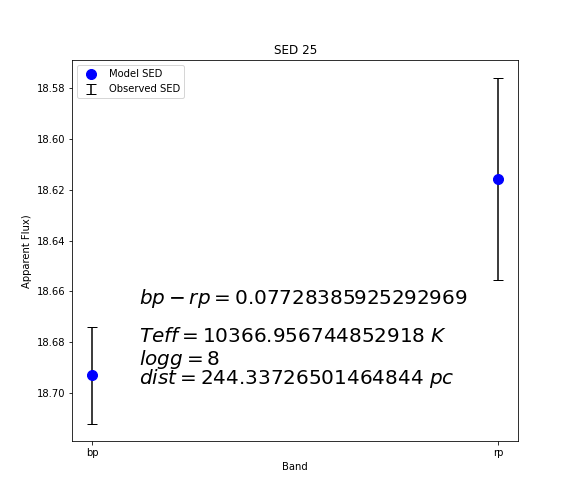 SED 25
Model SED
Observed SED
18.58
18.60
18.62
18.64
18.66
18.68
18.70
Apparent Flux)
bp − rp = 0.07728385925292969
Teff = 10366.956744852918 K
logg = 8
dist = 244.33726501464844 pc
bp
rp
Band